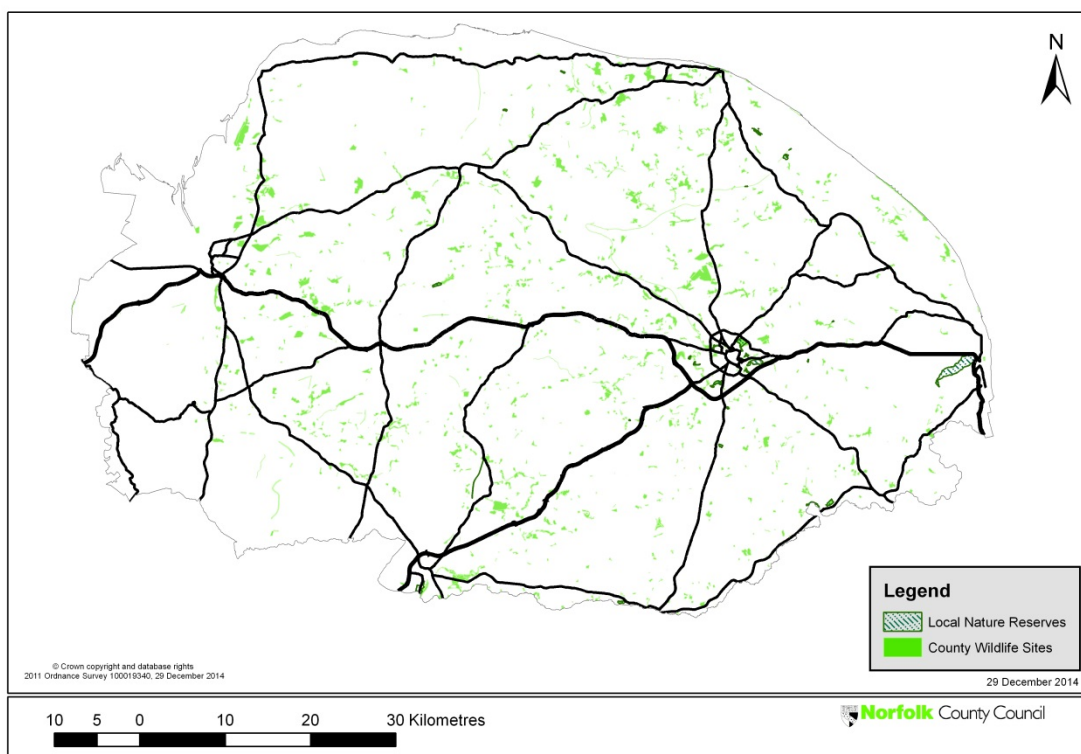 N
Legend
Local Nature Reserves
County Wildlife Sites
© Crown copyright and database rights
2011 Ordnance Survey 100019340, 29 December 2014
29 December 2014
10 5 0 10 20 30 Kilometres
Norfolk County Council